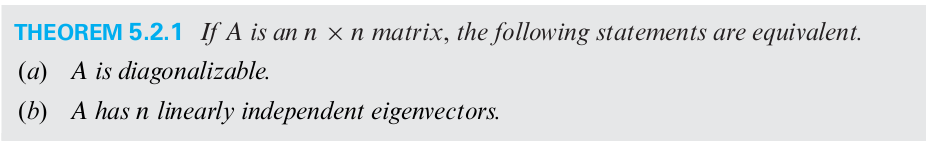 THEOREM 5.2.1 If A is an n × n matrix, the following statements are equivalent.
(a) A is diagonalizable.
(b) A has n linearly independent eigenvectors.